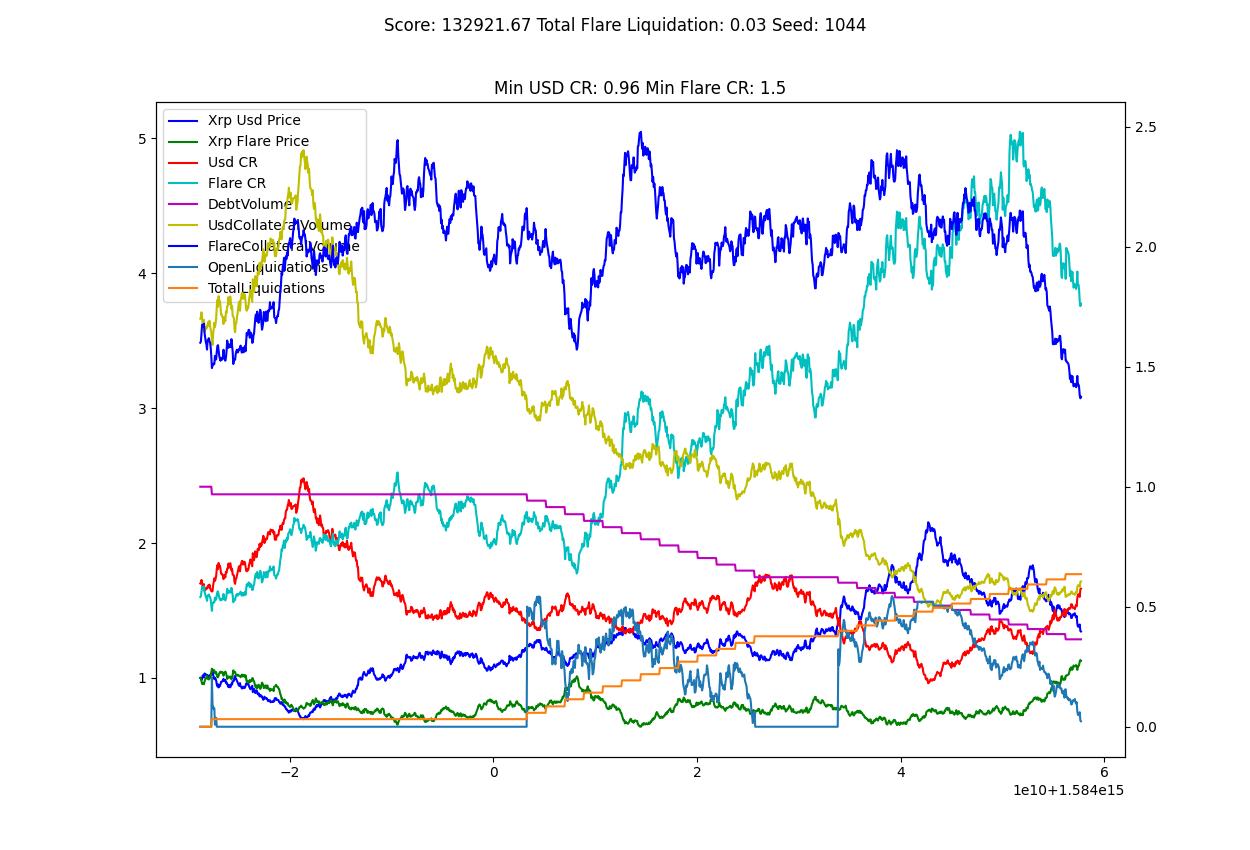 Score: 132921.67 Total Flare Liquidation: 0.03 Seed: 1044
Min USD CR: 0.96 Min Flare CR: 1.5
Xrp Usd Price
Xrp Flare Price
Usd CR
Flare CR
DebtVolume
UsdCollateralVolume
FlareCollateralVolume
OpenLiquidations
TotalLiquidations
5
4
3
2
1
2.5
2.0
1.5
1.0
0.5
0.0
−2 0 2 4 6
1e10+1.584e15